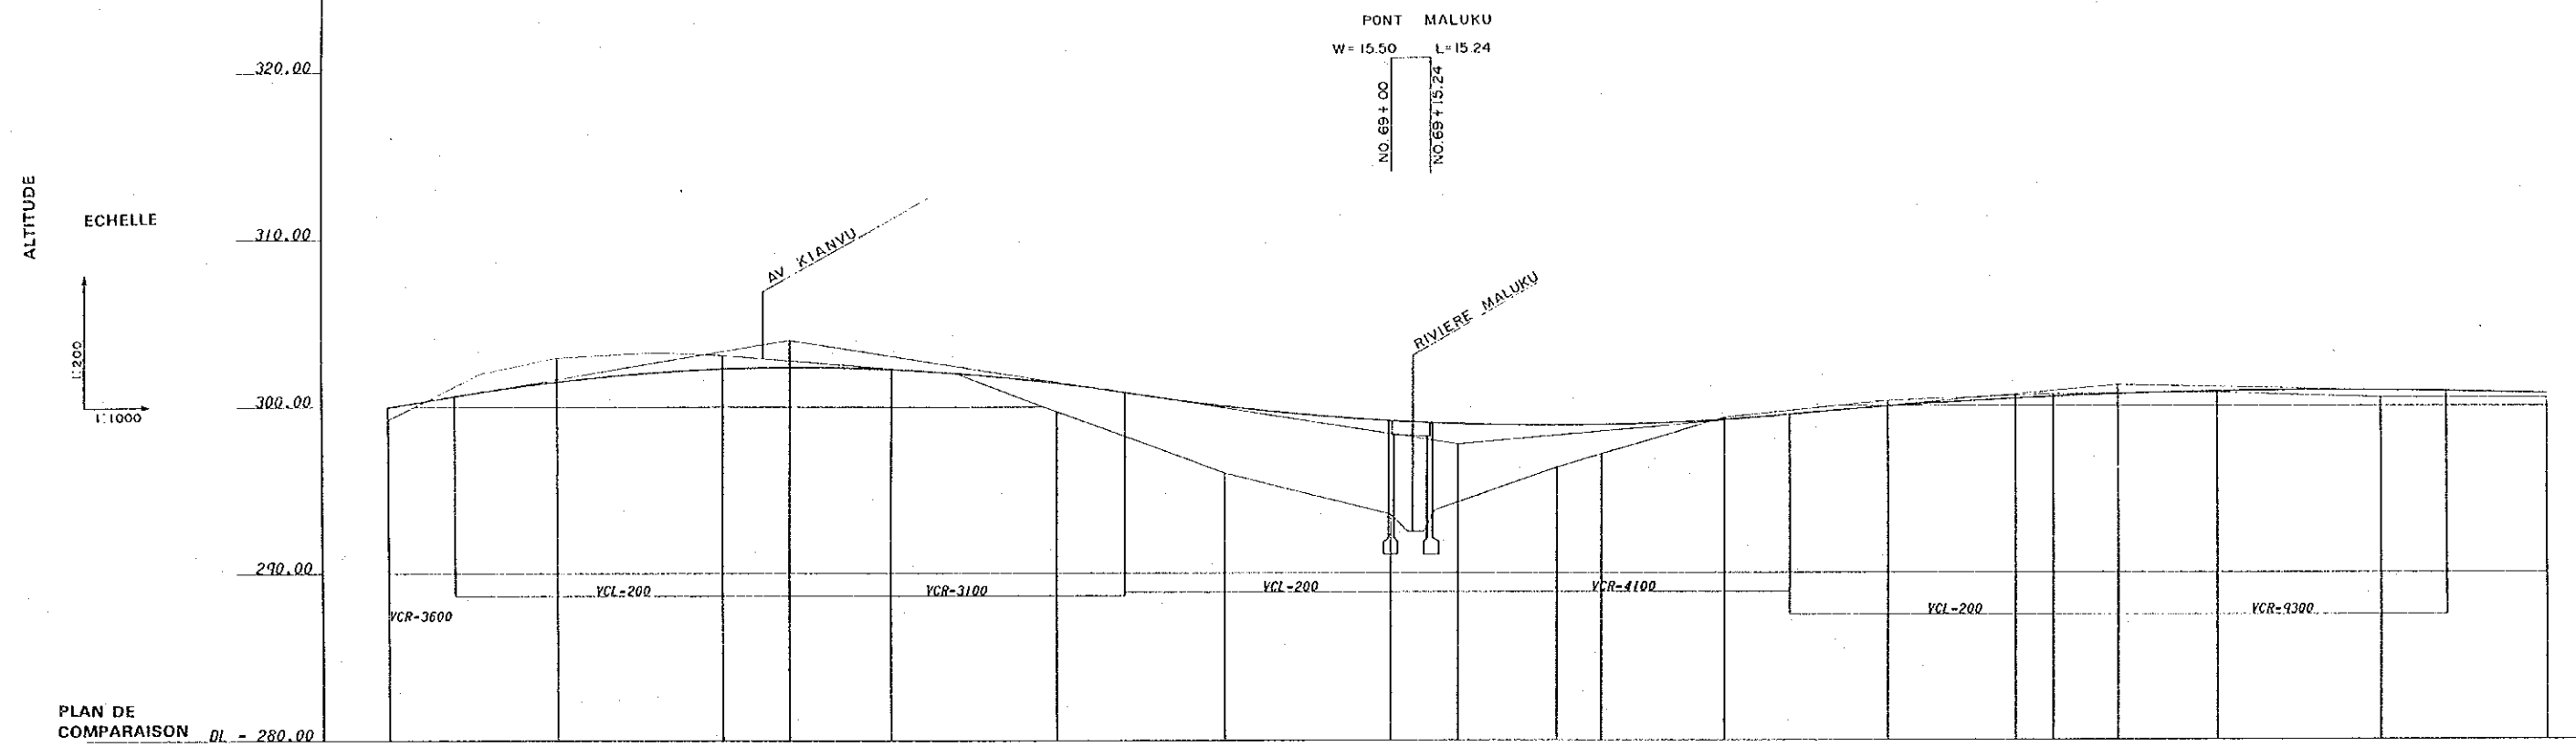 PONT MALUKU
W= 15.50 L=15.24
320.00
NO. 69+00
NO.69+15.24
ALTITUDE
ECHELLE
310.00
AV KIANVU
RIVIERE MALUKU
1:200
300.00
1:1000
290.00
VCL-200
VCR-3100
VCL-200
VCR-4100
VCR-3600
VCL-200
VCR-9300
PLAN DE
COMPARAISON DL - 280.00